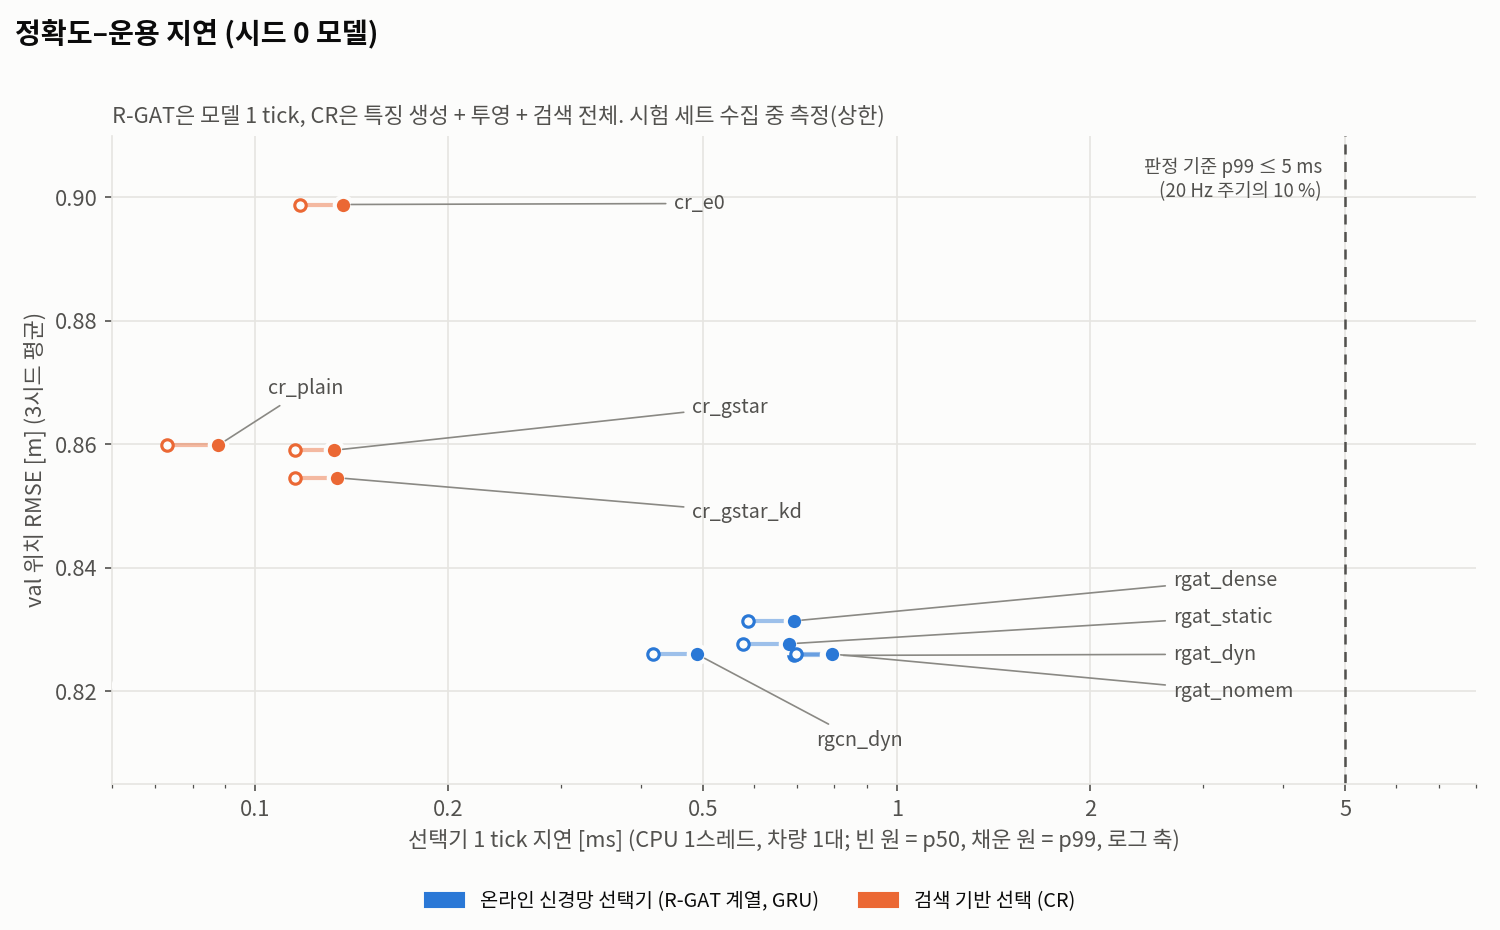 정확도–운용 지연 (시드 0 모델)
R-GAT은 모델 1 tick, CR은 특징 생성 + 투영 + 검색 전체. 시험 세트 수집 중 측정(상한)
판정 기준 p99 ≤ 5 ms
(20 Hz 주기의 10 %)
0.90
0.88
0.86
0.84
0.82
val 위치 RMSE [m] (3시드 평균)
cr_e0
cr_plain
cr_gstar
cr_gstar_kd
rgat_dense
rgat_static
rgat_dyn
rgat_nomem
rgcn_dyn
0.1
0.2
0.5
1
2
5
선택기 1 tick 지연 [ms] (CPU 1스레드, 차량 1대; 빈 원 = p50, 채운 원 = p99, 로그 축)
온라인 신경망 선택기 (R-GAT 계열, GRU)
검색 기반 선택 (CR)